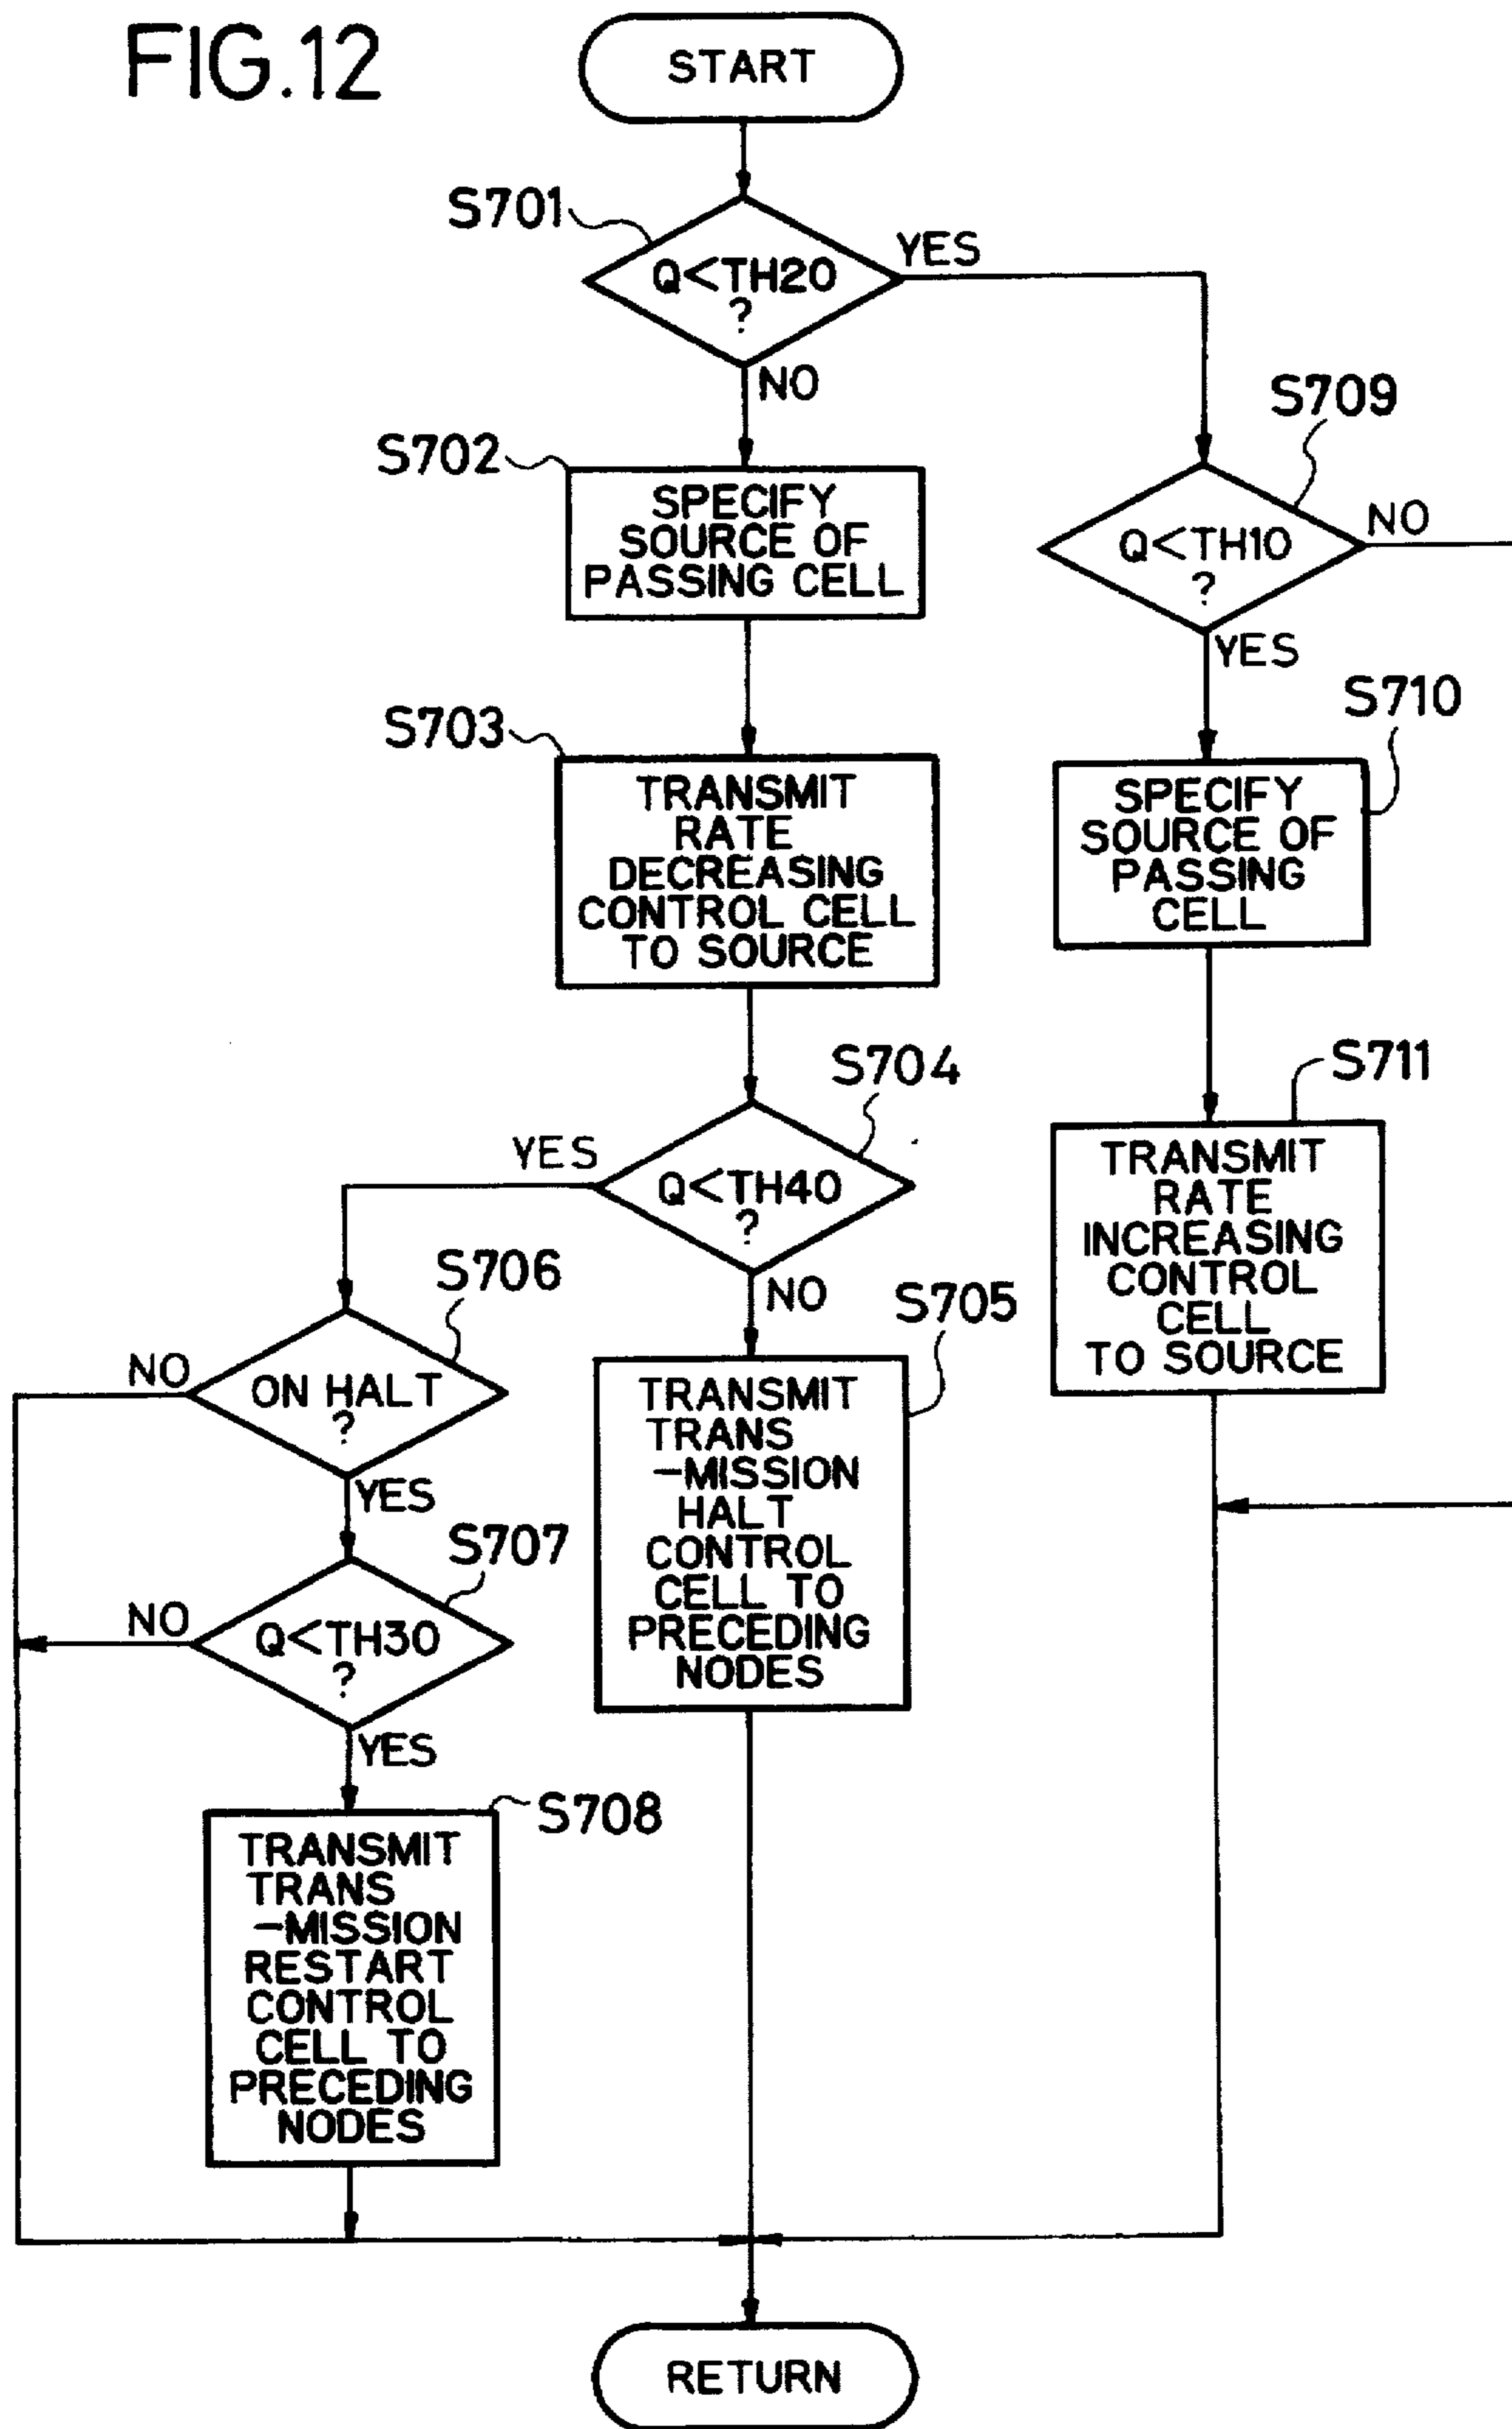 FIG.12
START
S701
Q<TH20
?
YES
NO
S702
SPECIFY
SOURCE OF
PASSING CELL
S709
Q<TH10
?
NO
YES
S703
TRANSMIT
RATE
DECREASING
CONTROL CELL
TO SOURCE
S710
SPECIFY
SOURCE OF
PASSING
CELL
S704
Q<TH40
?
YES
NO
S711
TRANSMIT
RATE
INCREASING
CONTROL
CELL
TO SOURCE
S706
ON HALT
?
NO
YES
S705
TRANSMIT
TRANS
-MISSION
HALT
CONTROL
CELL TO
PRECEDING
NODES
S707
Q<TH30
?
NO
YES
S708
TRANSMIT
TRANS
-MISSION
RESTART
CONTROL
CELL TO
PRECEDING
NODES
RETURN